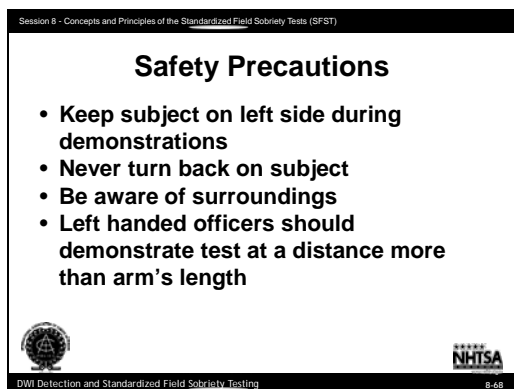 Session 8 - Concepts and Principles of the Standardized Field Sobriety Tests (SFST)
Safety Precautions
• Keep subject on left side during
demonstrations
• Never turn back on subject
• Be aware of surroundings
• Left handed officers should
demonstrate test at a distance more
than arm's length
NHTSA
DWI Detection and Standardized Field Sobriety Testing
8-68